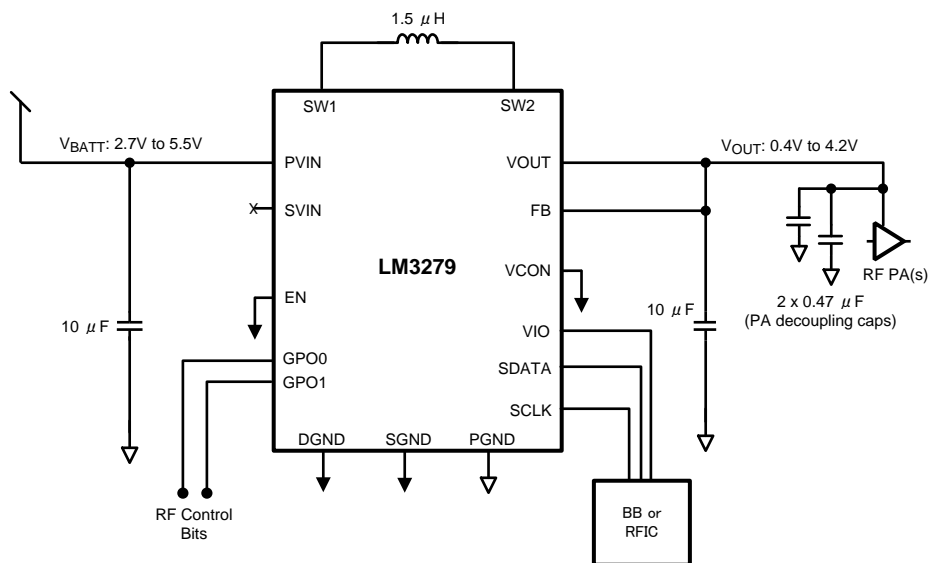 1.5 μH
SW1
SW2
VBATT: 2.7V to 5.5V
PVIN
VOUT
VOUT: 0.4V to 4.2V
SVIN
FB
X
LM3279
VCON
RF PA(s)
EN
2 x 0.47 μF
(PA decoupling caps)
10 μF
10 μF
VIO
GPO0
GPO1
SDATA
SCLK
DGND
SGND
PGND
RF Control
Bits
BB or
RFIC